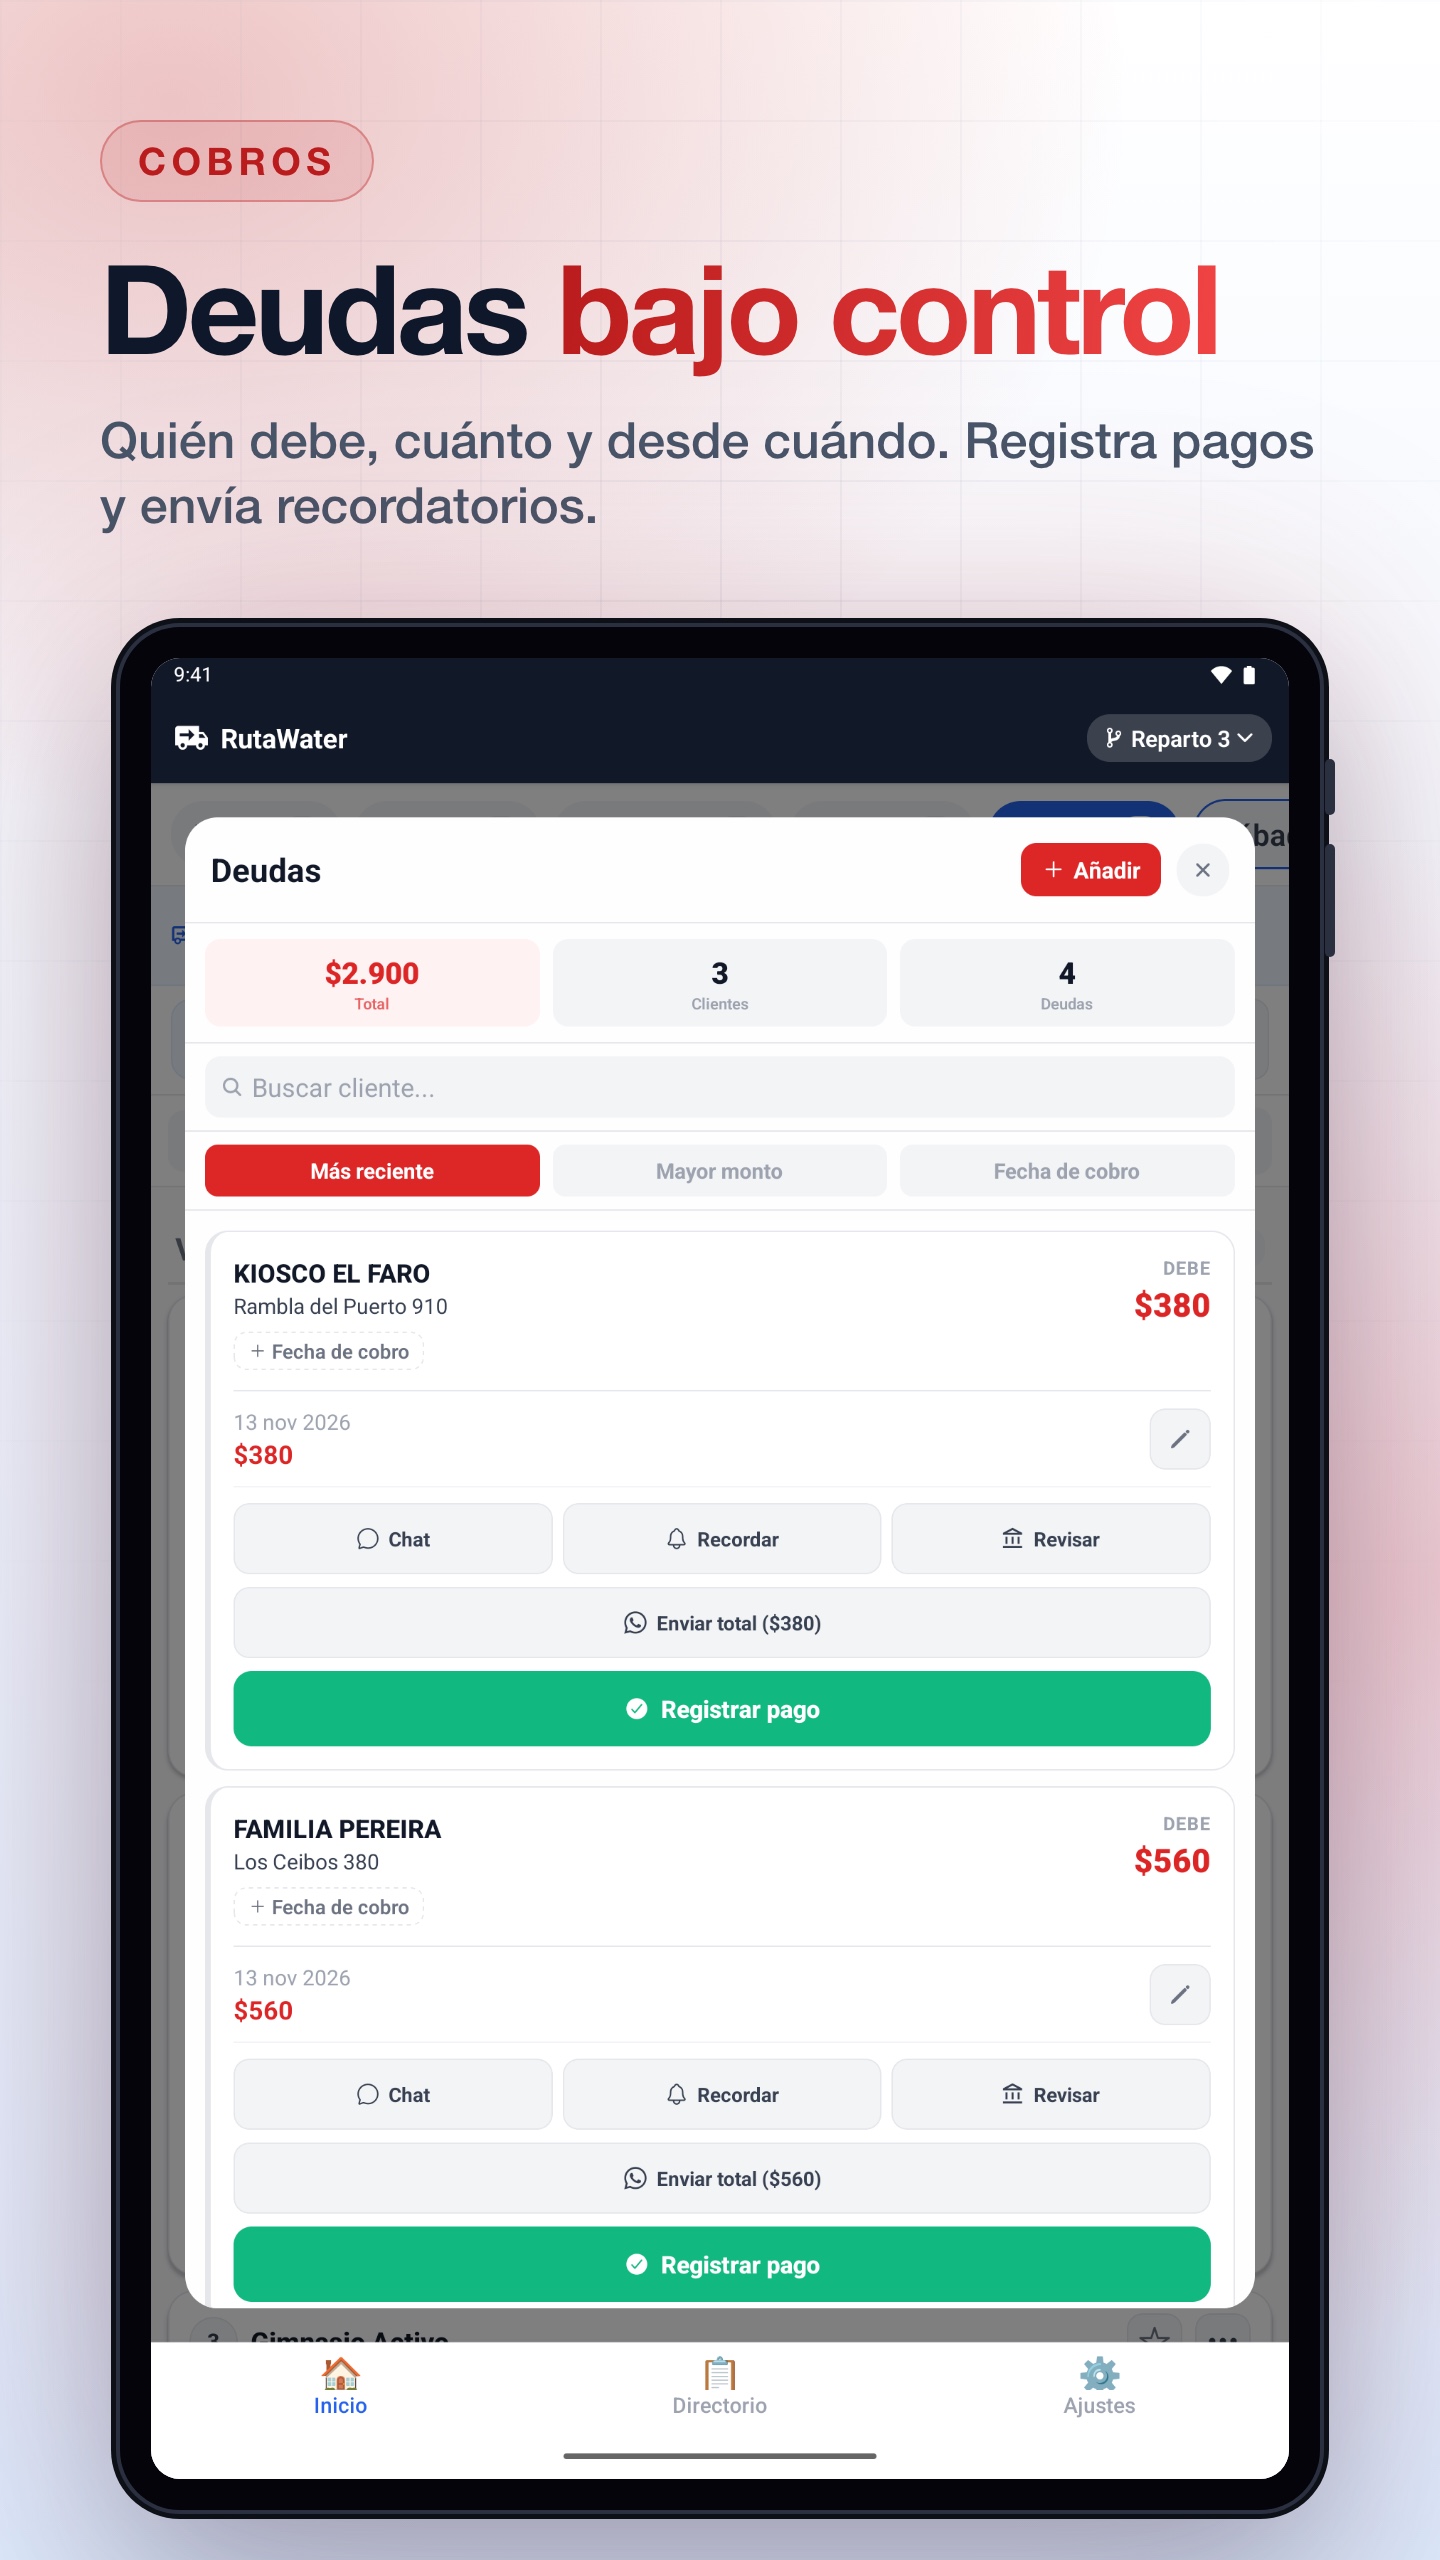 COBROS
Deudas bajo control
Quién debe, cuánto y desde cuándo. Registra pagos
y envía recordatorios.
9:41
RutaWater
Reparto 3
Deudas
+ Añadir
$2.900
Total
3
Clientes
4
Deudas
Buscar cliente...
Más reciente
Mayor monto
Fecha de cobro
KIOSCO EL FARO
DEBE
Rambla del Puerto 910
$380
+ Fecha de cobro
13 nov 2026
$380
Chat
Recordar
Revisar
Enviar total ($380)
Registrar pago
FAMILIA PEREIRA
DEBE
Los Ceibos 380
$560
+ Fecha de cobro
13 nov 2026
$560
Chat
Recordar
Revisar
Enviar total ($560)
Registrar pago
3 Gimnasio Activo
Inicio
Directorio
Ajustes